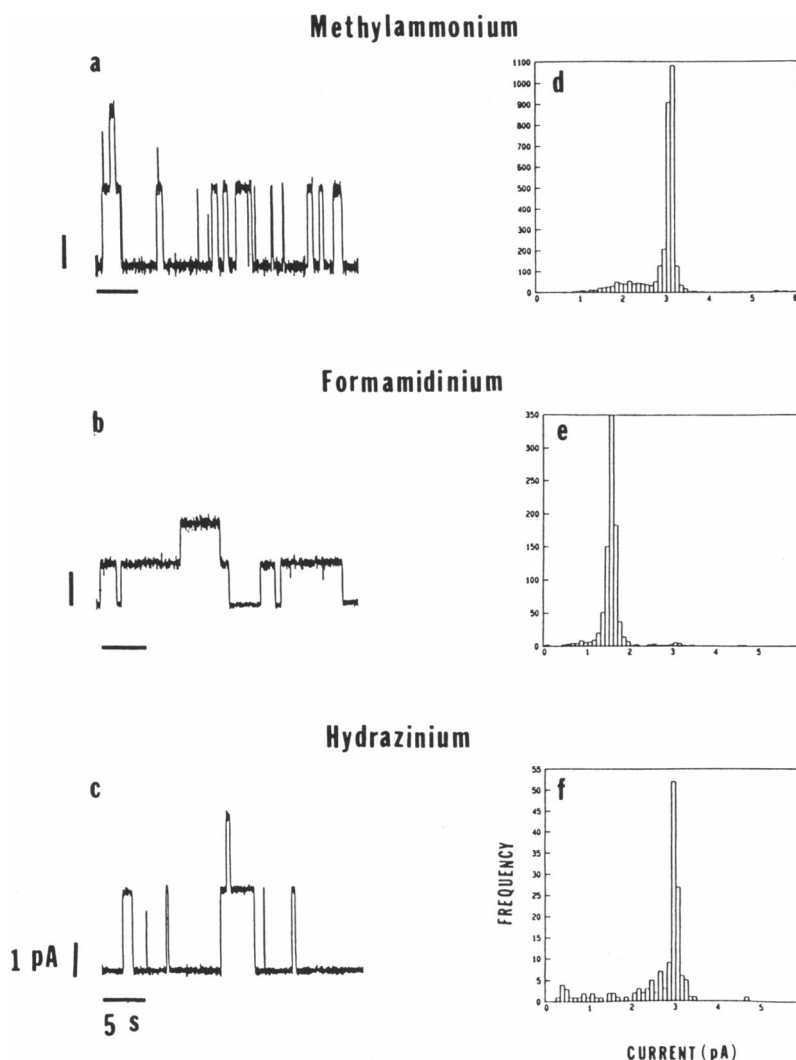 Methylammonium
a
d
1100
1000
900
800
700
600
500
400
300
200
100
0
0 1 2 3 4 5 6
Formamidinium
b
e
350
300
250
200
150
100
50
0
0 1 2 3 4 5
Hydrazinium
c
f
55
50
45
40
35
30
25
20
15
10
5
0
0 1 2 3 4 5
FREQUENCY
1 pA
5 s
CURRENT (pA)